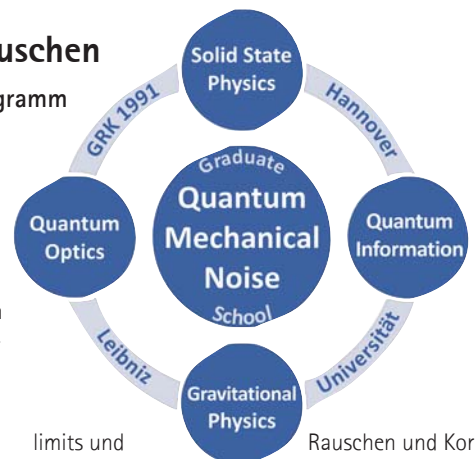 uschen
gramm
Solid State
Physics
GRK 1991
Hannover
Graduate
Quantum
Mechanical
Noise
School
Quantum
Optics
Quantum
Information
Leibniz
Universität
Gravitational
Physics
limits und
Rauschen und Kor